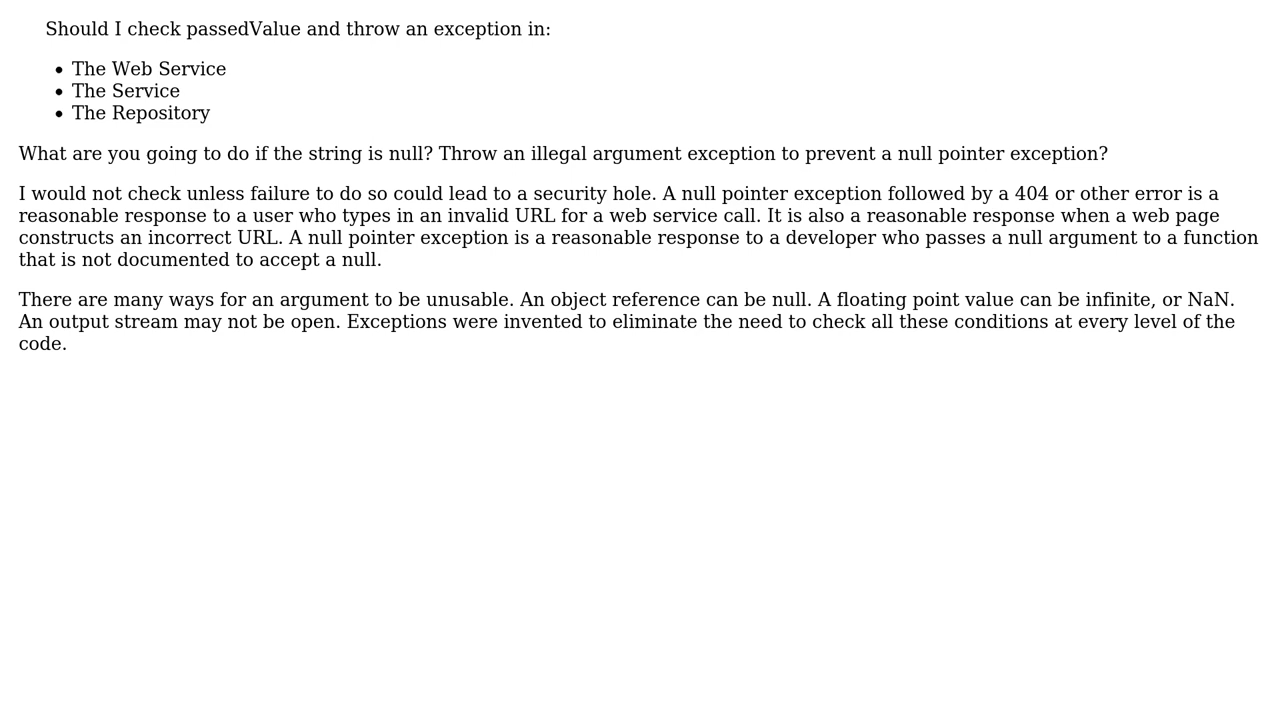 Should I check passedValue and throw an exception in:
• The Web Service
• The Service
• The Repository
What are you going to do if the string is null? Throw an illegal argument exception to prevent a null pointer exception?
I would not check unless failure to do so could lead to a security hole. A null pointer exception followed by a 404 or other error is a
reasonable response to a user who types in an invalid URL for a web service call. It is also a reasonable response when a web page
constructs an incorrect URL. A null pointer exception is a reasonable response to a developer who passes a null argument to a function
that is not documented to accept a null.
There are many ways for an argument to be unusable. An object reference can be null. A floating point value can be infinite, or NaN.
An output stream may not be open. Exceptions were invented to eliminate the need to check all these conditions at every level of the
code.